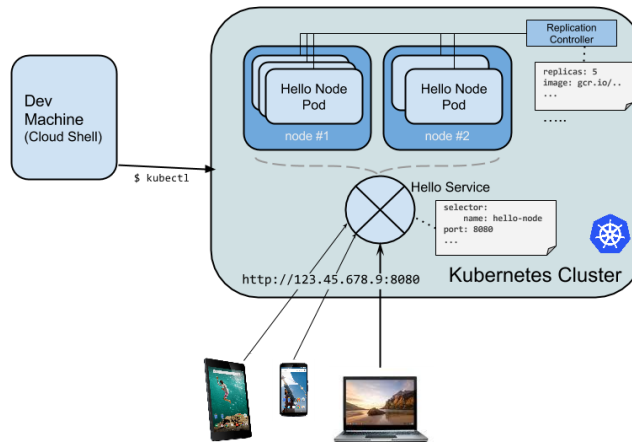 Replication
Controller
replicas: 5
image: gcr.io/..
...
.....
Dev
Machine
(Cloud Shell)
Hello Node
Pod
node #1
Hello Node
Pod
node #2
$ kubectl
Hello Service
selector:
name: hello-node
port: 8080
...
http://123.45.678.9:8080
Kubernetes Cluster